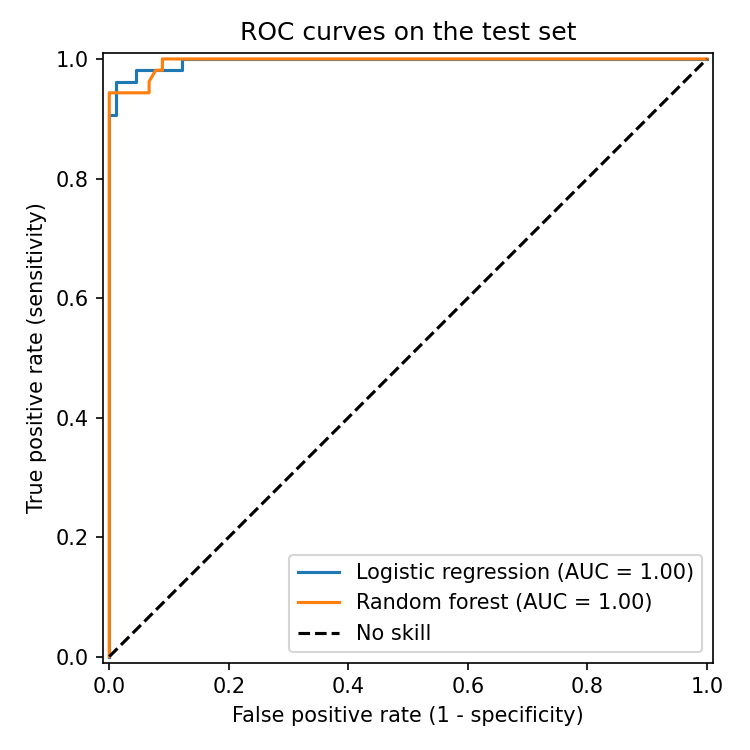 ROC curves on the test set
1.0
0.8
0.6
0.4
0.2
0.0
True positive rate (sensitivity)
Logistic regression (AUC = 1.00)
Random forest (AUC = 1.00)
No skill
0.0 0.2 0.4 0.6 0.8 1.0
False positive rate (1 - specificity)